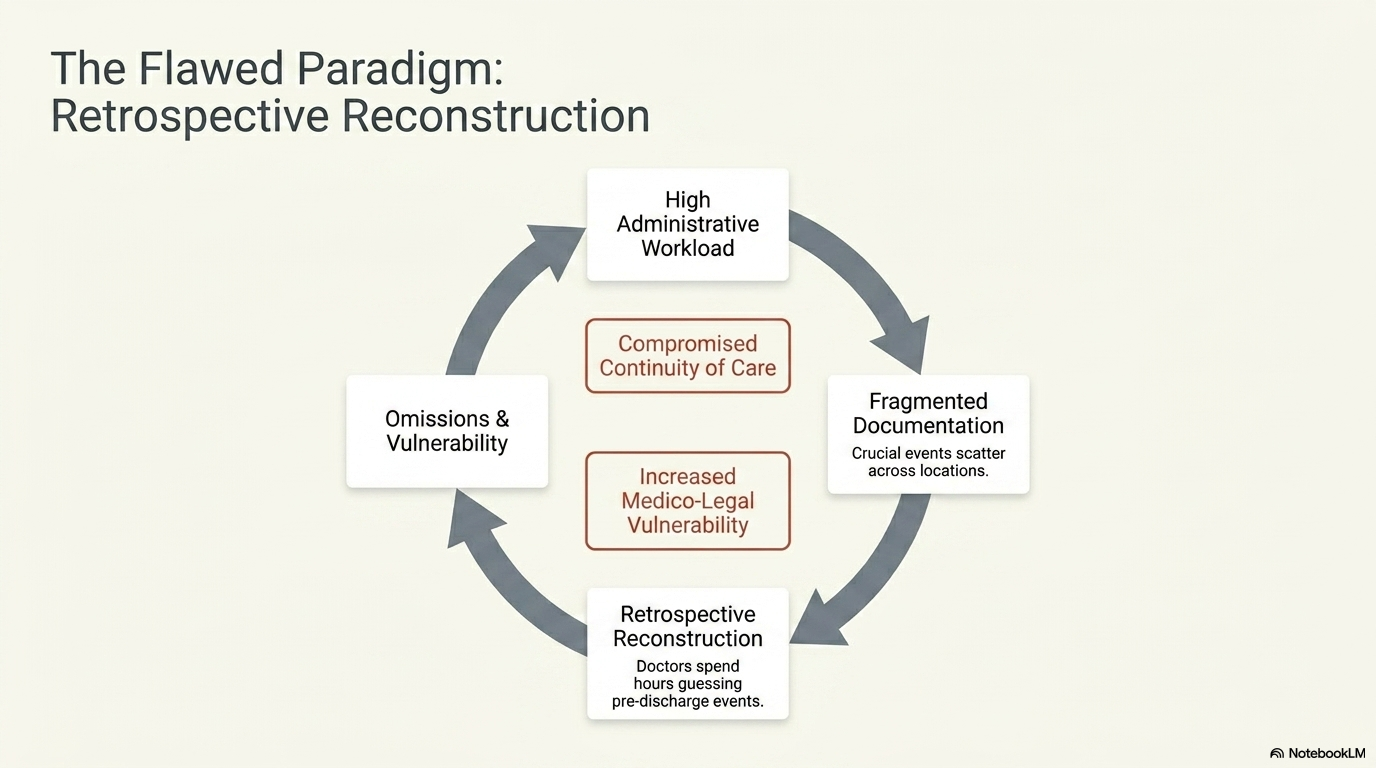 The Flawed Paradigm:
Retrospective Reconstruction
High
Administrative
Workload
Compromised
Continuity of Care
Omissions &
Vulnerability
Fragmented
Documentation
Crucial events scatter
across locations.
Increased
Medico-Legal
Vulnerability
Retrospective
Reconstruction
Doctors spend
hours guessing
pre-discharge events.
NotebookLM